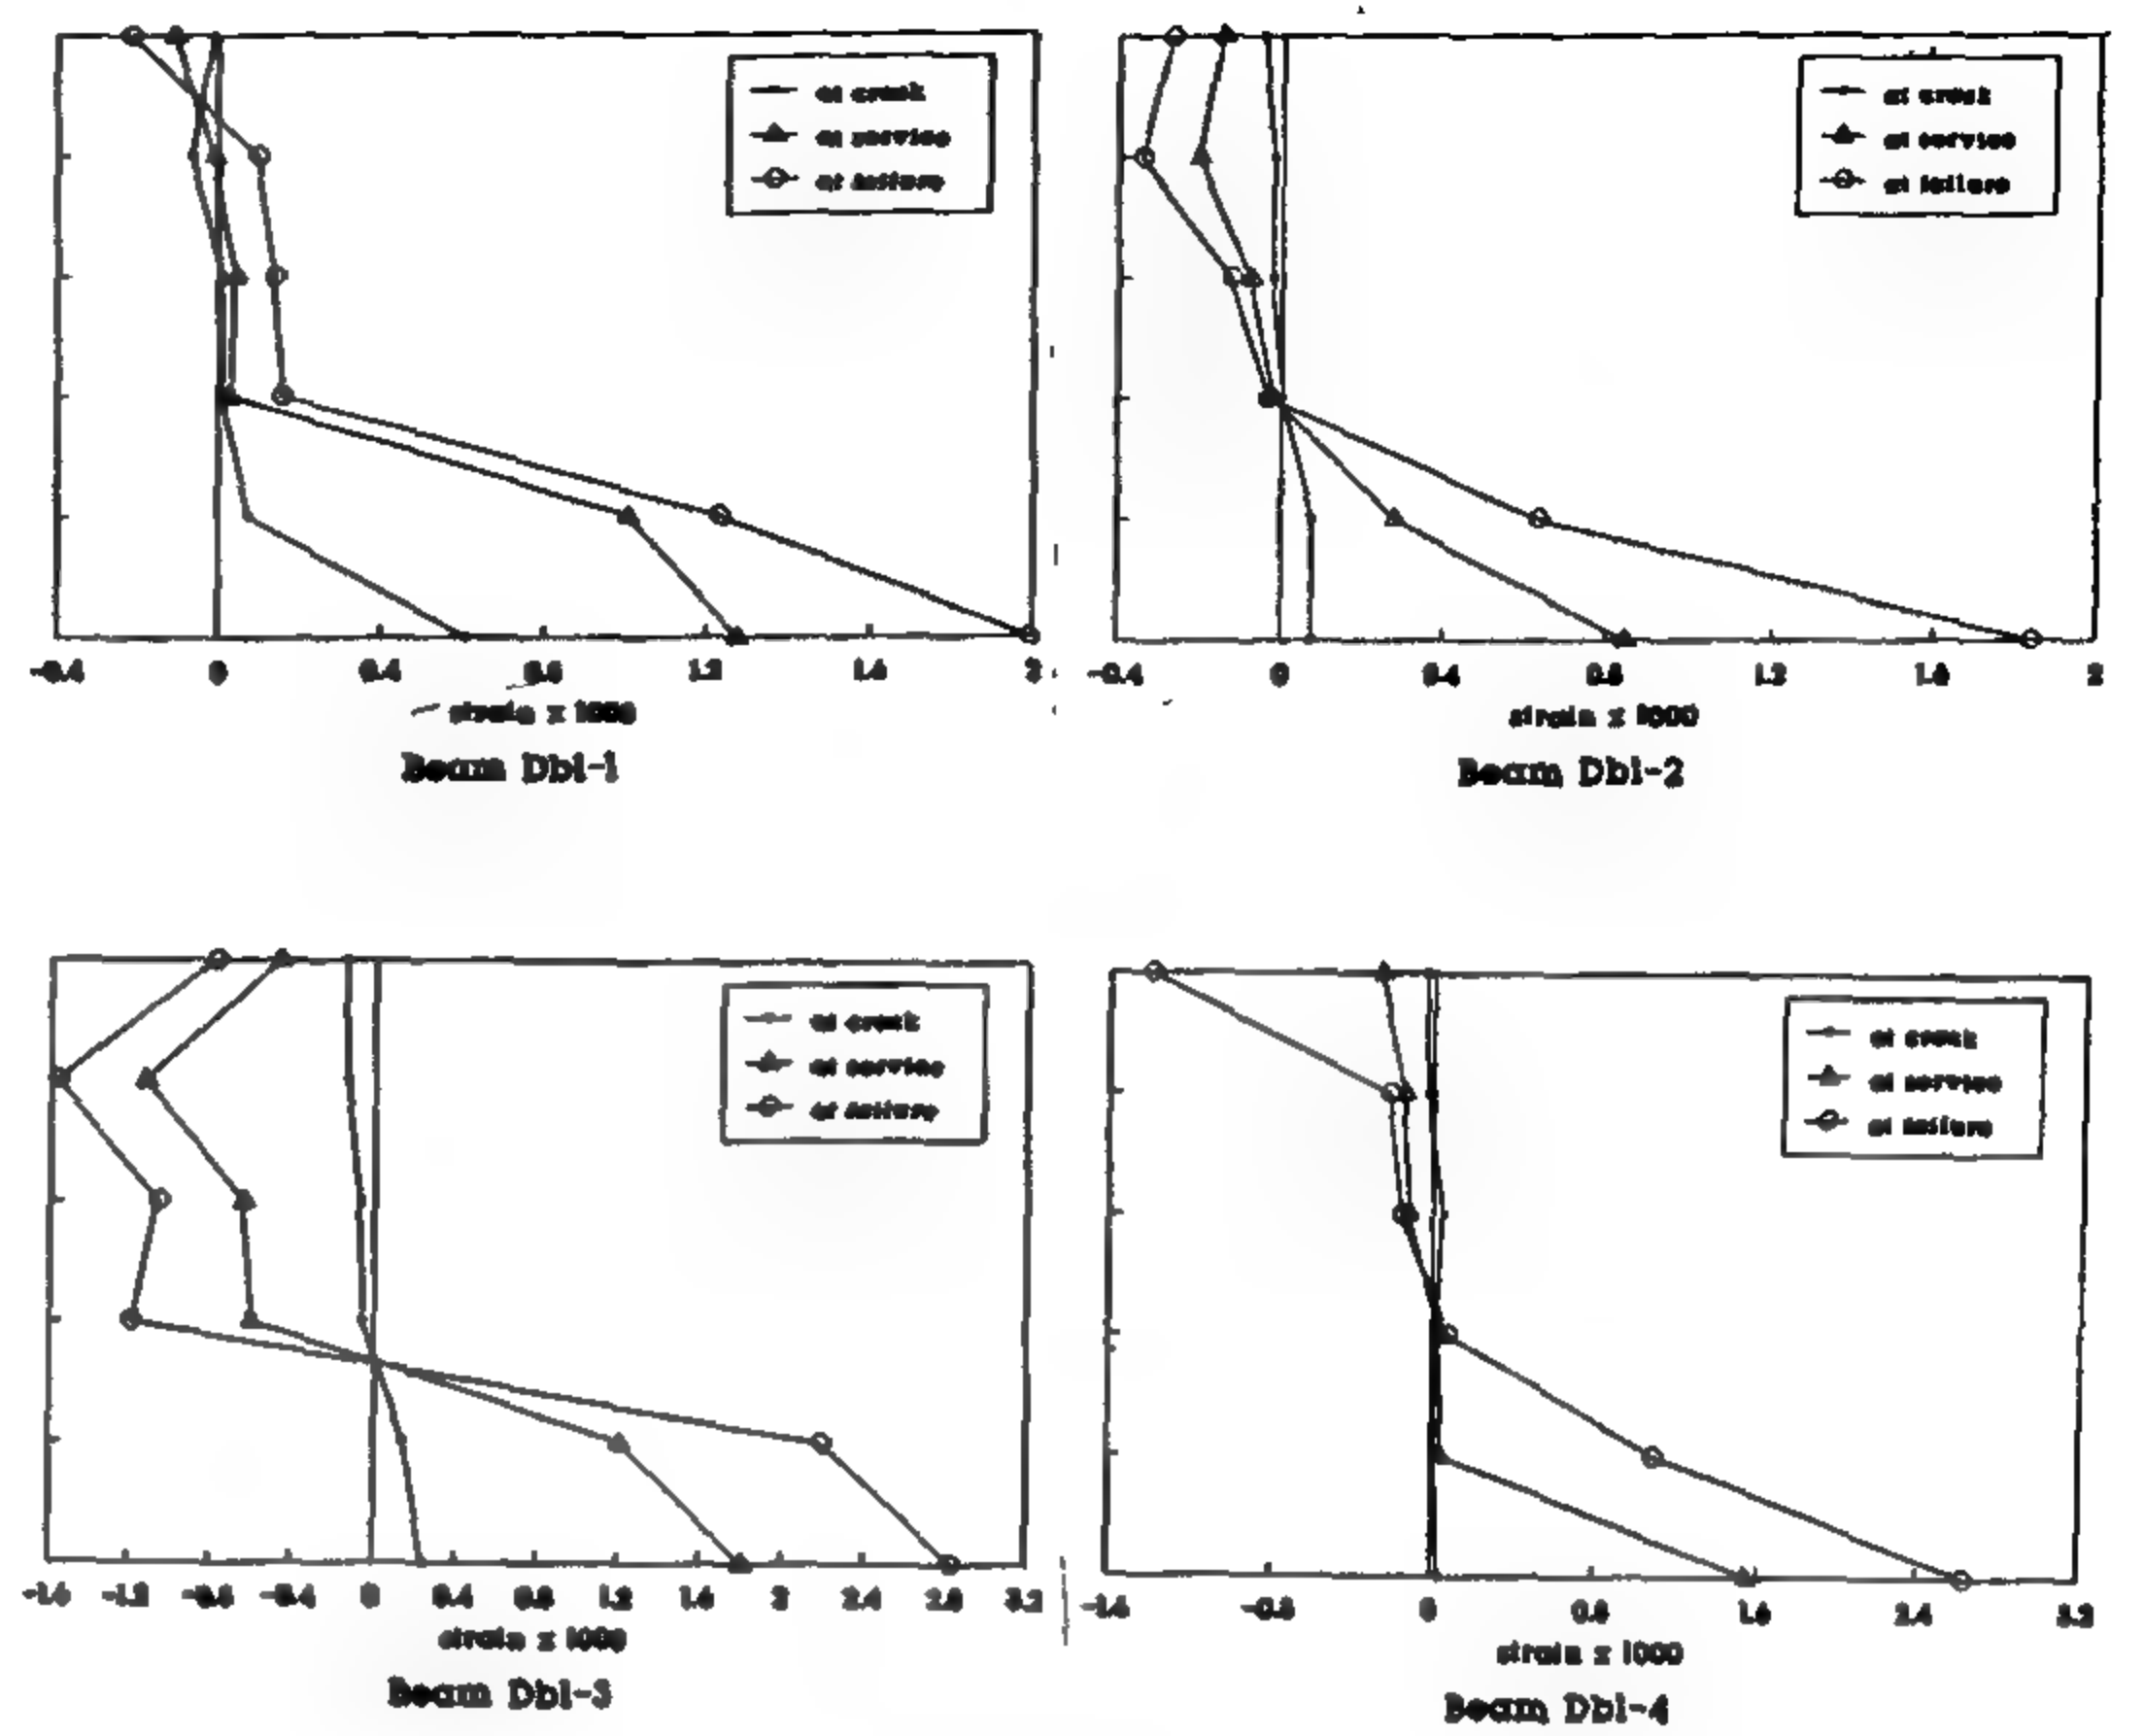 at crack
at service
at failure
-0.4 0 0.4 0.8 1.2 1.6 2
strain x 1000
Beam Dbl-1
at crack
at service
at failure
-0.4 0 0.4 0.8 1.2 1.6 2
strain x 1000
Beam Dbl-2
at crack
at service
at failure
-1.6 -1.2 -0.8 -0.4 0 0.4 0.8 1.2 1.6 2 2.4 2.8 3.2
strain x 1000
Beam Dbl-3
at crack
at service
at failure
-1.6 -0.8 0 0.8 1.6 2.4 3.2
strain x 1000
Beam Dbl-4